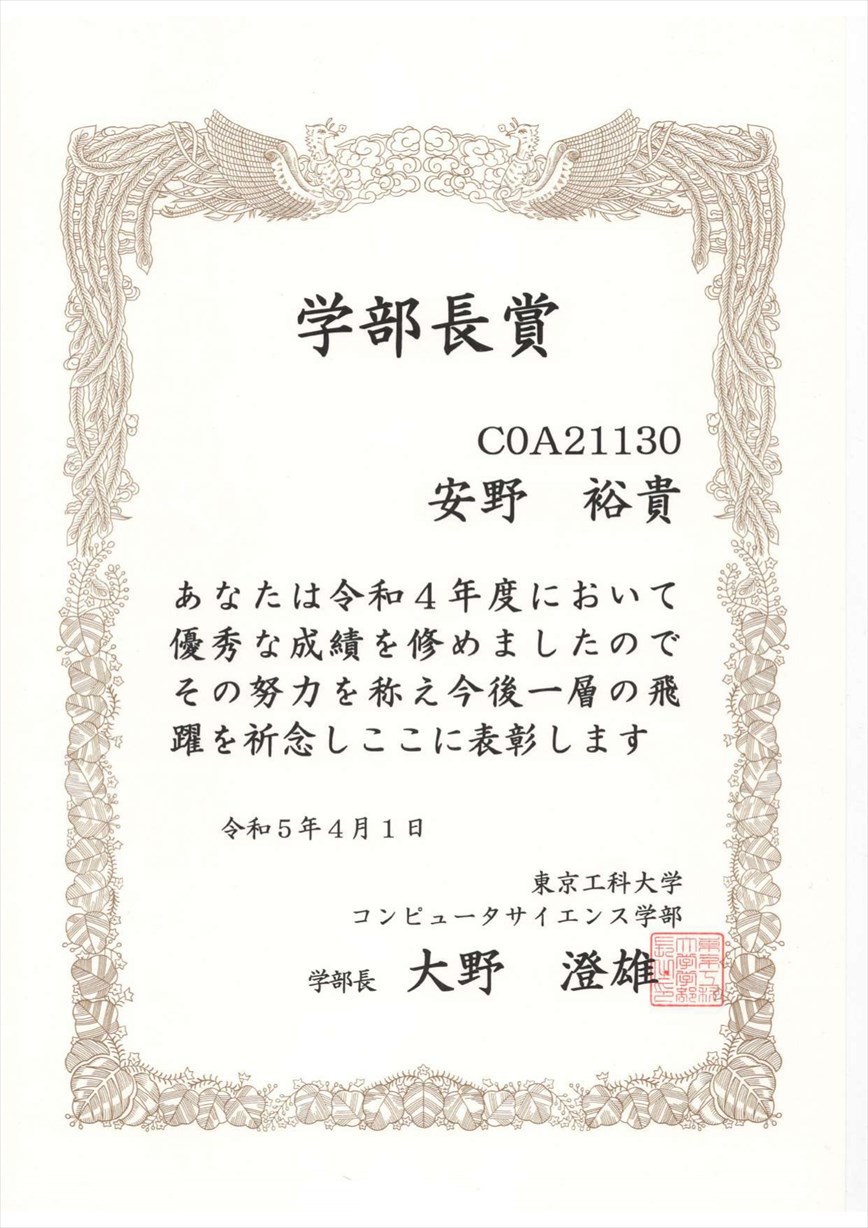 学部長賞
C0A21130
安野 裕貴
あなたは令和4年度において
優秀な成績を修めましたので
その努力を称え今後一層の飛
躍を祈念しここに表彰します
令和5年4月1日
東京工科大学
コンピュータサイエンス学部
学部長 大野 澄雄